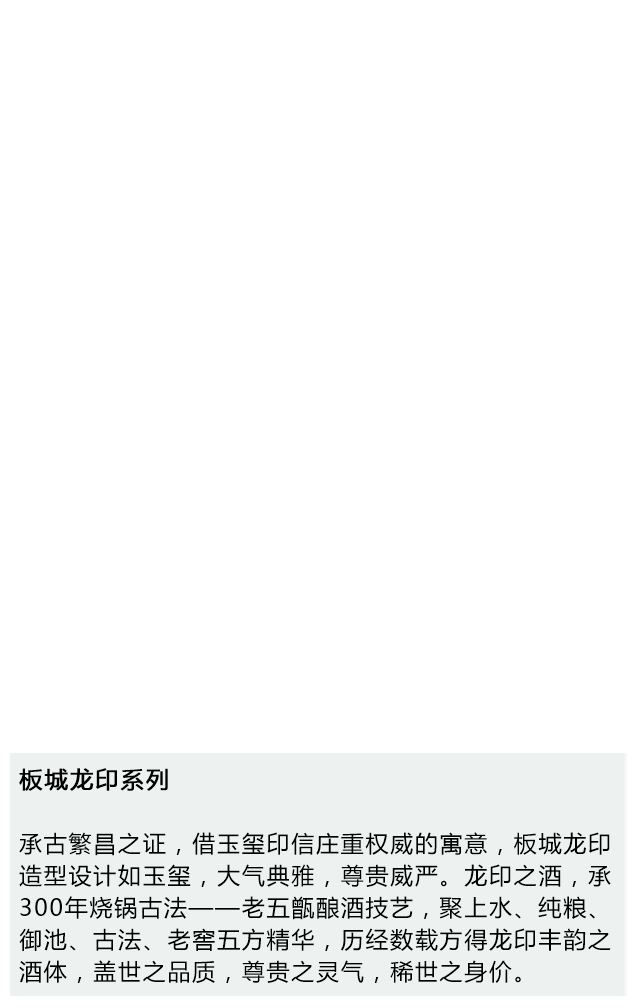 板城龙印系列
承古繁昌之证，借玉玺印信庄重权威的寓意，板城龙印
造型设计如玉玺，大气典雅，尊贵威严。龙印之酒，承
300年烧锅古法——老五甑酿酒技艺，聚上水、纯粮、
御池、古法、老窖五方精华，历经数载方得龙印丰韵之
酒体，盖世之品质，尊贵之灵气，稀世之身价。